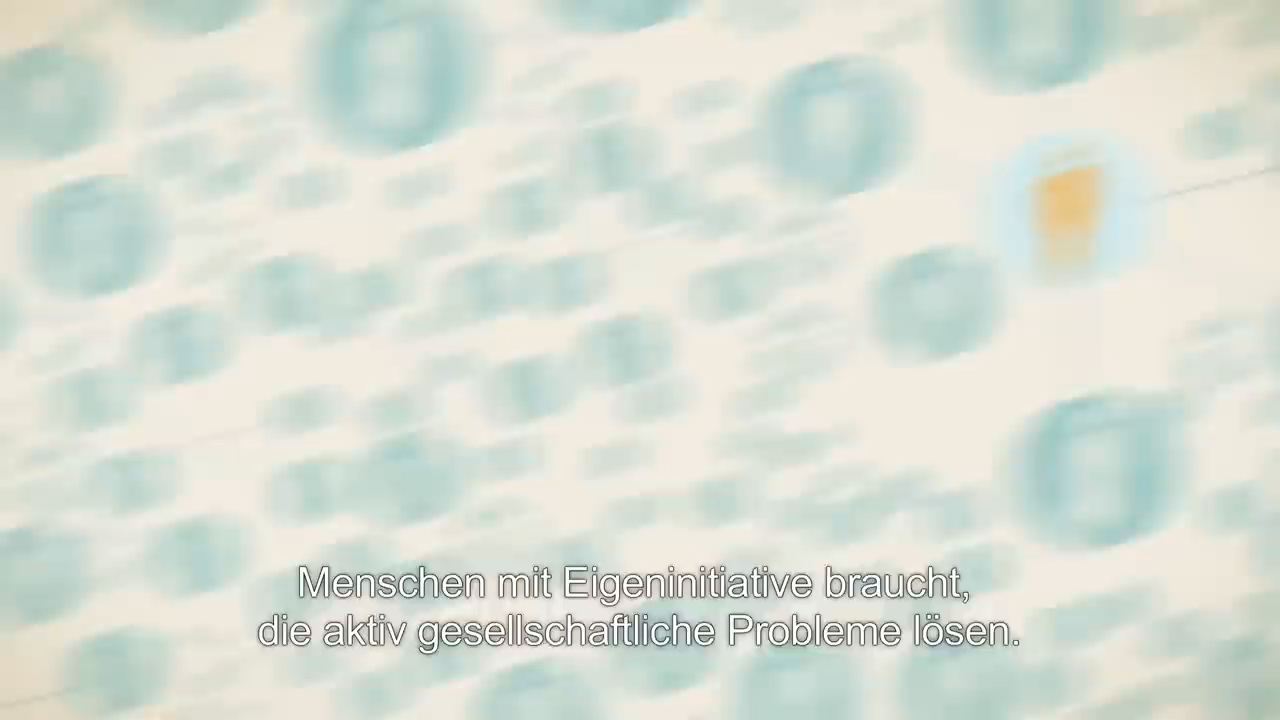 Menschen mit Eigeninitiative braucht,
die aktiv gesellschaftliche Probleme lösen.